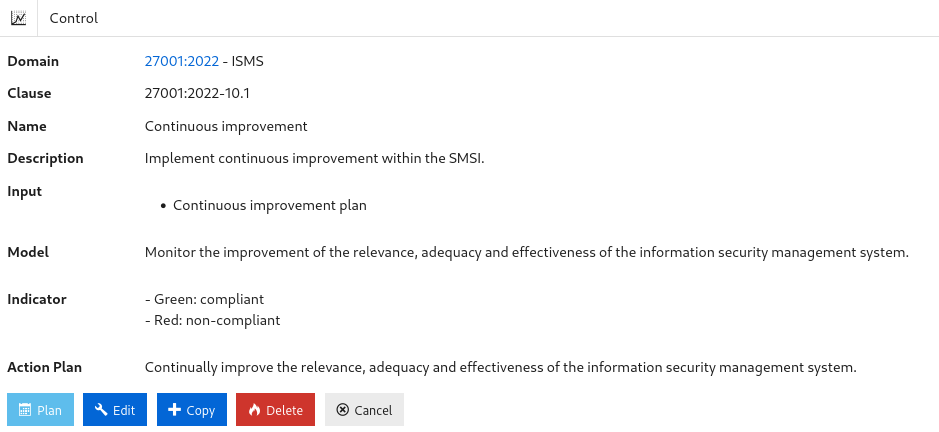 Control
Domain 27001:2022 - ISMS
Clause 27001:2022-10.1
Name Continuous improvement
Description Implement continuous improvement within the SMSI.
Input
• Continuous improvement plan
Model Monitor the improvement of the relevance, adequacy and effectiveness of the information security management system.
Indicator - Green: compliant
- Red: non-compliant
Action Plan Continually improve the relevance, adequacy and effectiveness of the information security management system.
Plan Edit Copy Delete Cancel